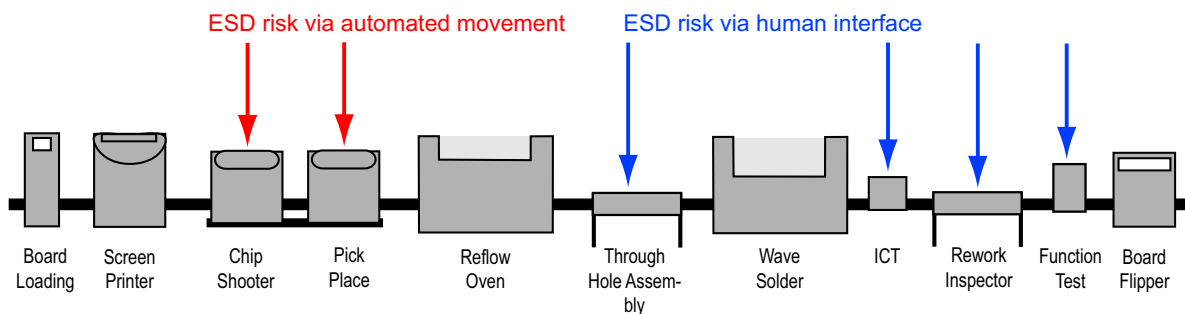 ESD risk via automated movement
ESD risk via human interface
Board
Loading
Screen
Printer
Chip
Shooter
Pick
Place
Reflow
Oven
Through
Hole Assem-
bly
Wave
Solder
ICT
Rework
Inspector
Function
Test
Board
Flipper